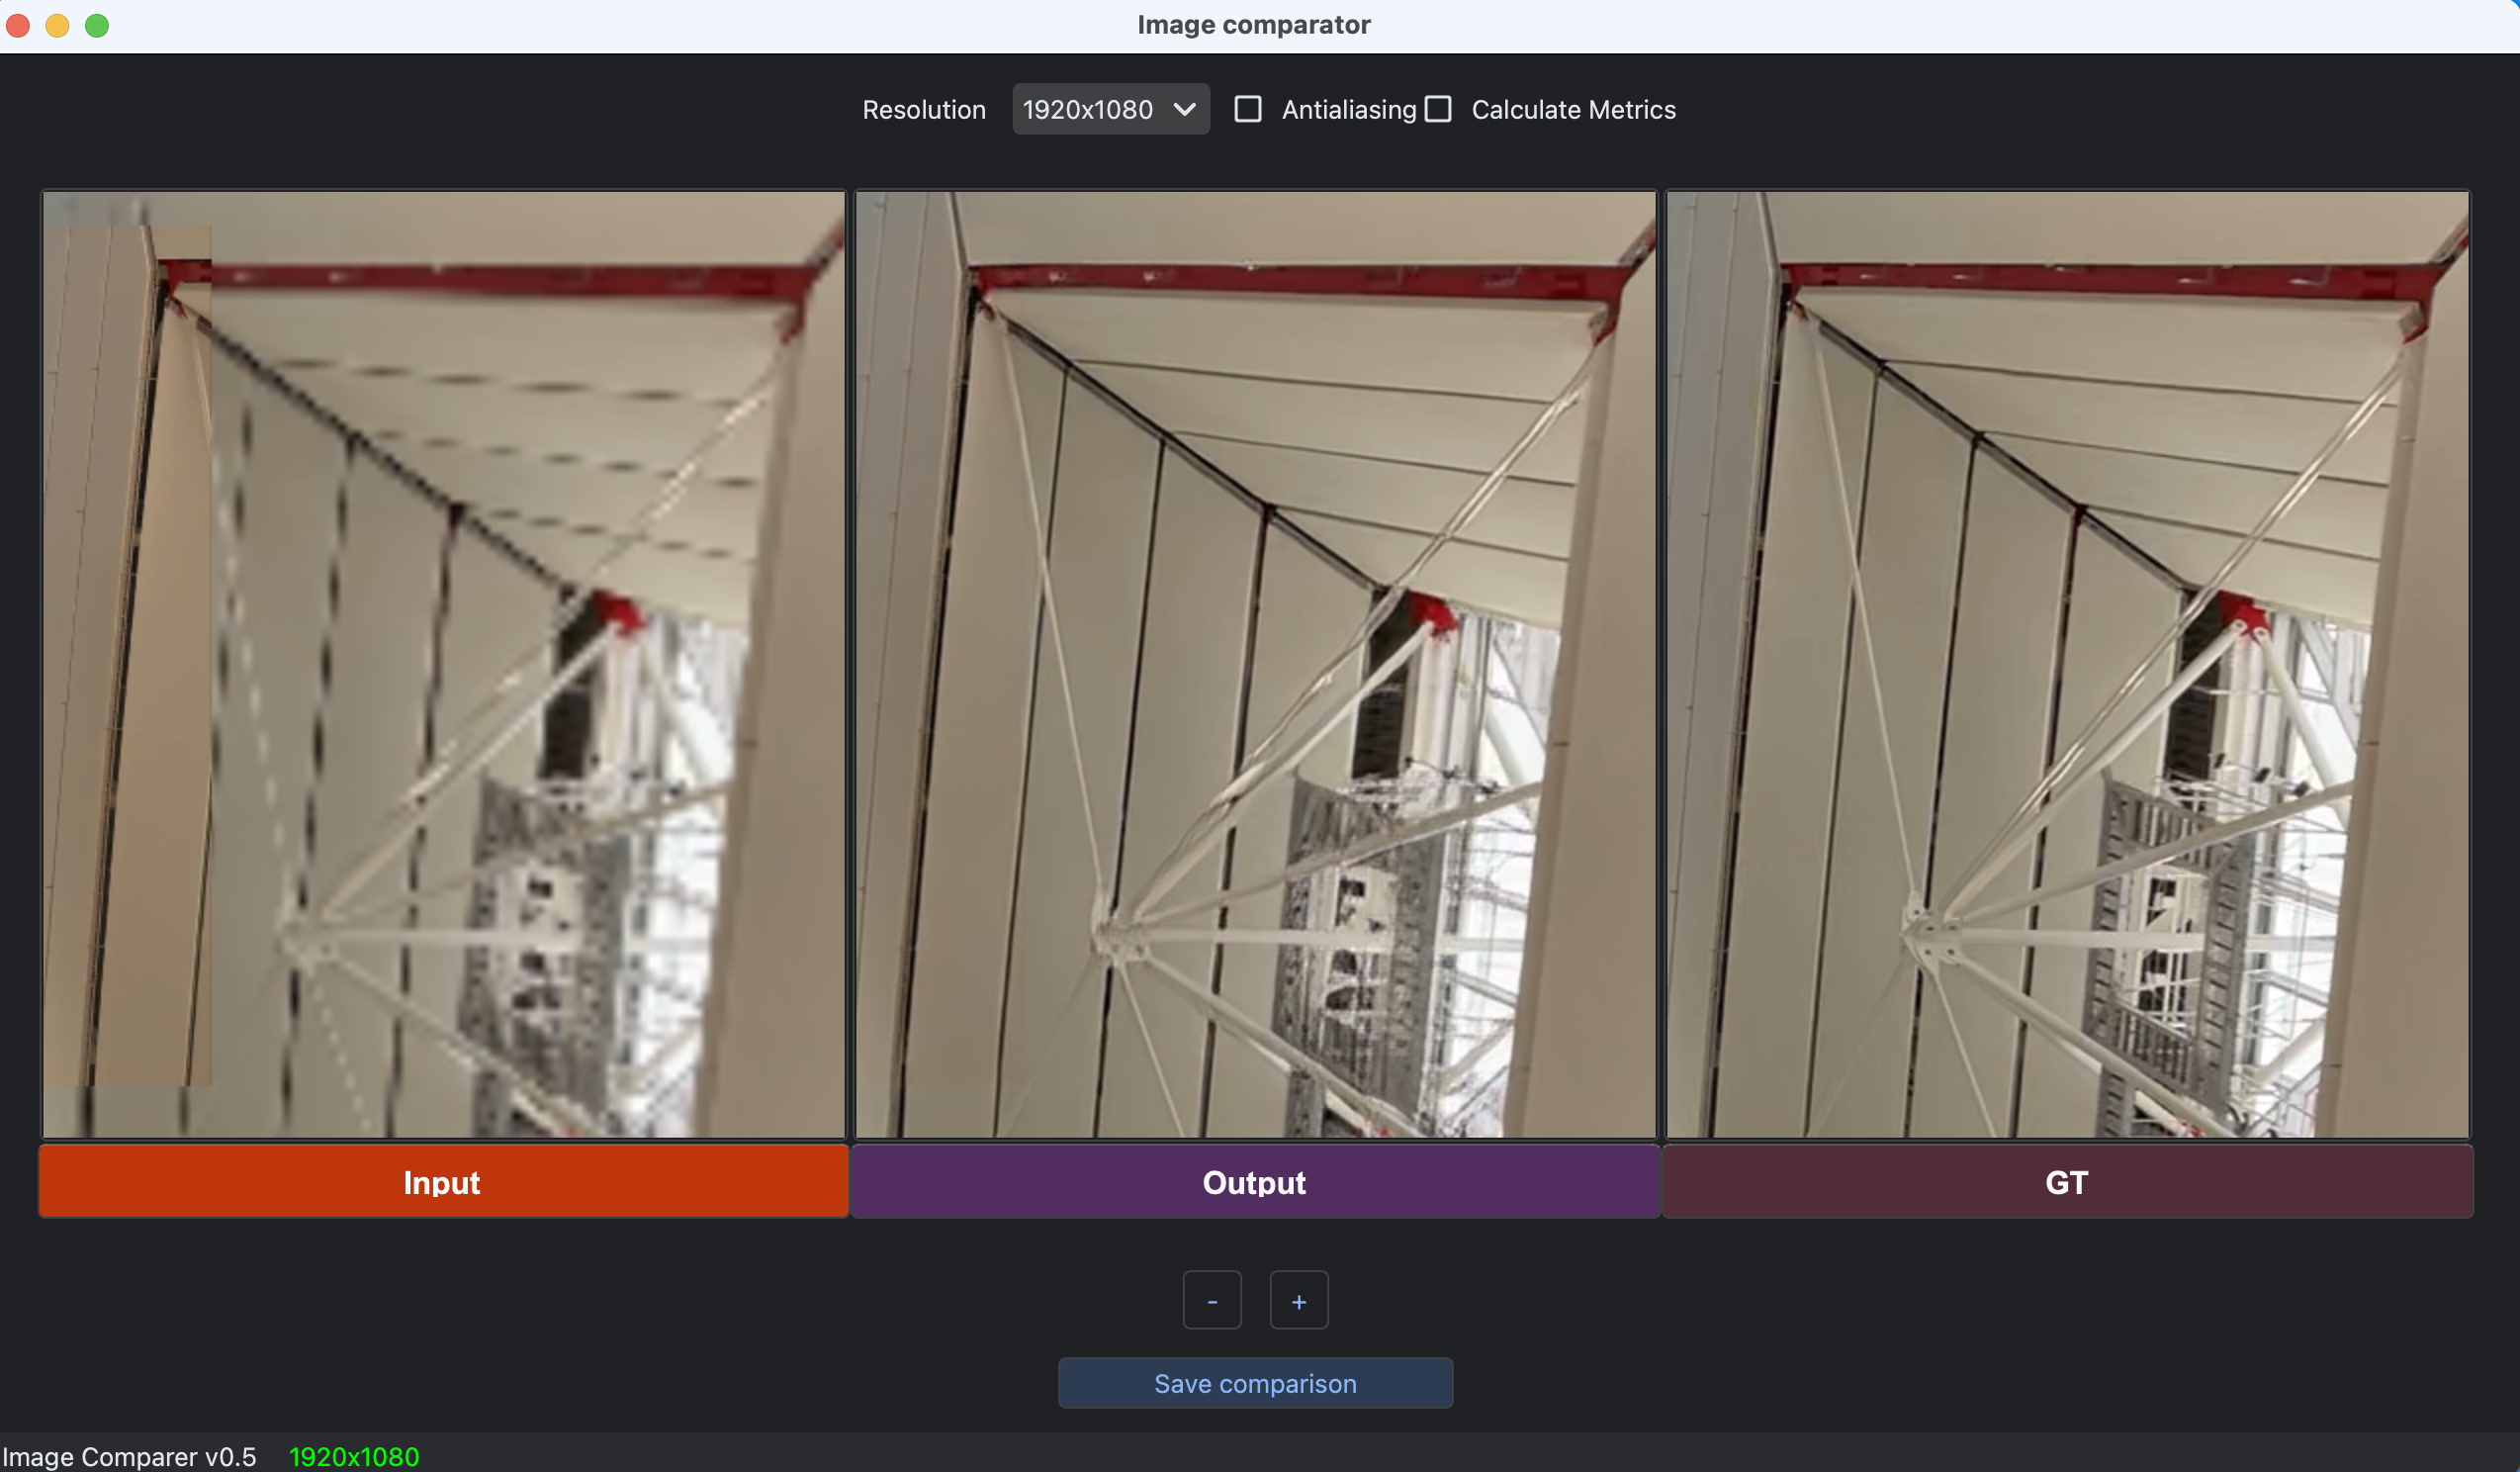 Image comparator
Resolution 1920x1080 Antialiasing Calculate Metrics
Input Output GT
- +
Save comparison
Image Comparer v0.5 1920x1080